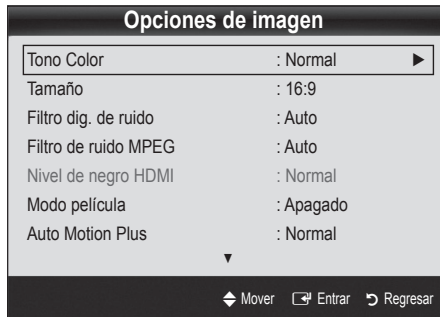 Opciones de imagen
Tono Color : Normal ►
Tamaño : 16:9
Filtro dig. de ruido : Auto
Filtro de ruido MPEG : Auto
Nivel de negro HDMI : Normal
Modo película : Apagado
Auto Motion Plus : Normal
▼
Mover Entrar Regresar